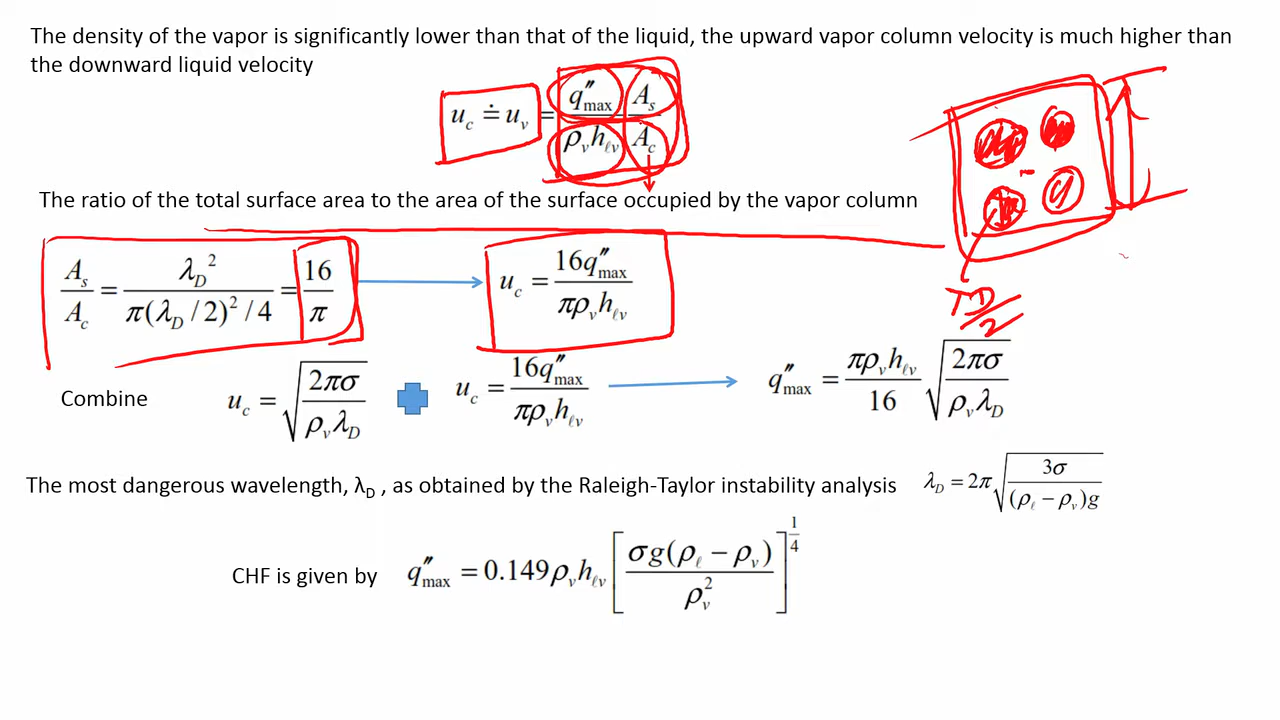 The density of the vapor is significantly lower than that of the liquid, the upward vapor column velocity is much higher than
the downward liquid velocity
u_c ≐ u_v = (q″_max / ρ_v h_ℓv) (A_s / A_c)
The ratio of the total surface area to the area of the surface occupied by the vapor column
A_s / A_c = λ_D² / (π(λ_D / 2)² / 4) = 16 / π → u_c = 16q″_max / (πρ_v h_ℓv)
Combine u_c = √(2πσ / (ρ_v λ_D)) + u_c = 16q″_max / (πρ_v h_ℓv) → q″_max = (πρ_v h_ℓv / 16) √(2πσ / (ρ_v λ_D))
The most dangerous wavelength, λ_D , as obtained by the Raleigh-Taylor instability analysis λ_D = 2π √(3σ / ((ρ_ℓ − ρ_v)g))
CHF is given by q″_max = 0.149ρ_v h_ℓv [σg(ρ_ℓ − ρ_v) / ρ_v²]^(1/4)